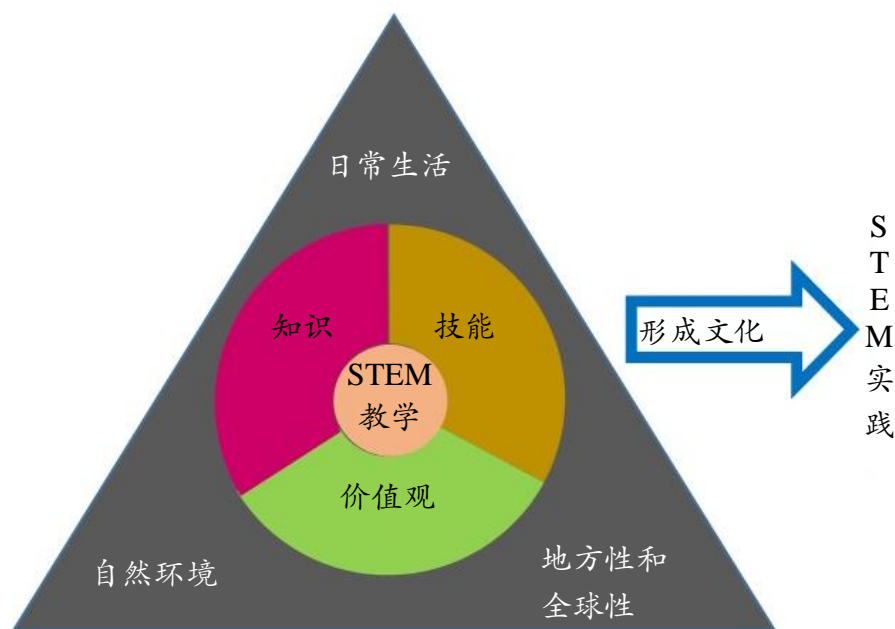 日常生活
知识
技能
STEM
教学
价值观
自然环境
地方性和
全球性
形成文化
S
T
E
M
实
践